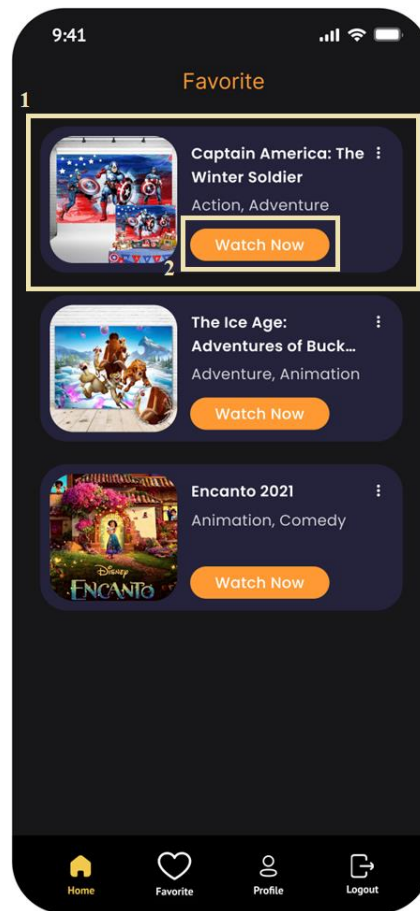 9:41
Favorite
1
Captain America: The
Winter Soldier
Action, Adventure
Watch Now
2
The Ice Age:
Adventures of Buck...
Adventure, Animation
Watch Now
Encanto 2021
Animation, Comedy
Disney
ENCANTO
Watch Now
Home
Favorite
Profile
Logout